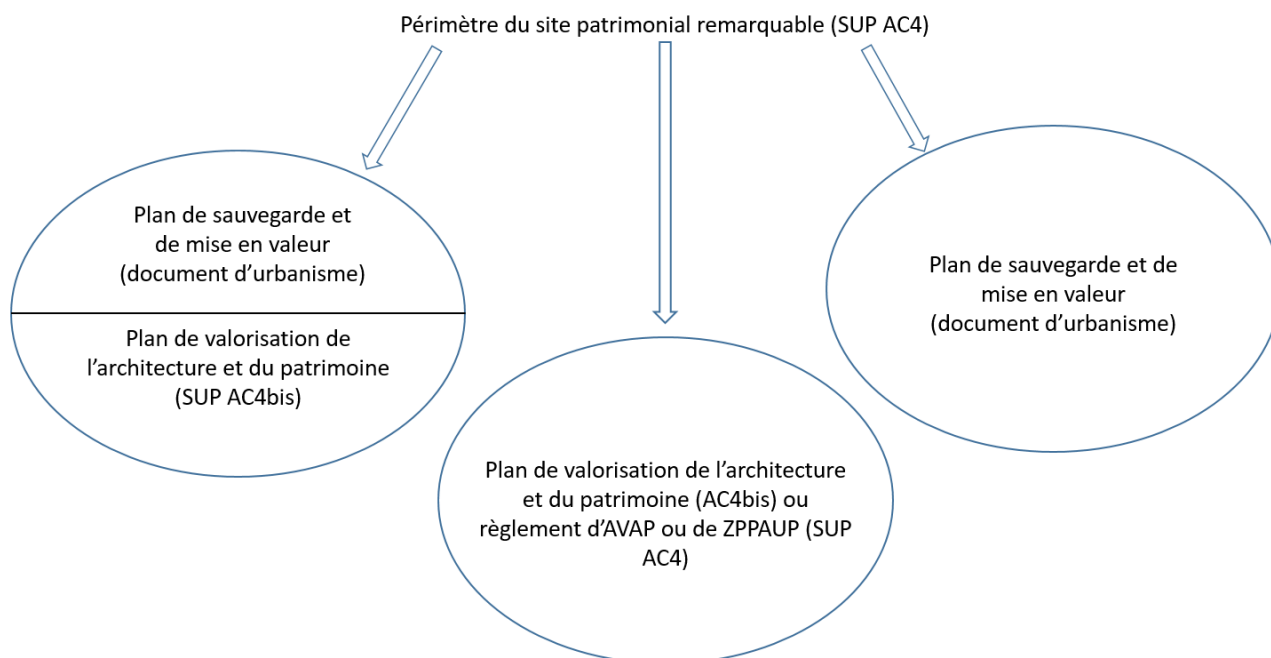 Périmètre du site patrimonial remarquable (SUP AC4)
Plan de sauvegarde et
de mise en valeur
(document d’urbanisme)
Plan de valorisation de
l’architecture et du patrimoine
(SUP AC4bis)
Plan de valorisation de l’architecture
et du patrimoine (AC4bis) ou
règlement d’AVAP ou de ZPPAUP (SUP
AC4)
Plan de sauvegarde et de
mise en valeur
(document d’urbanisme)